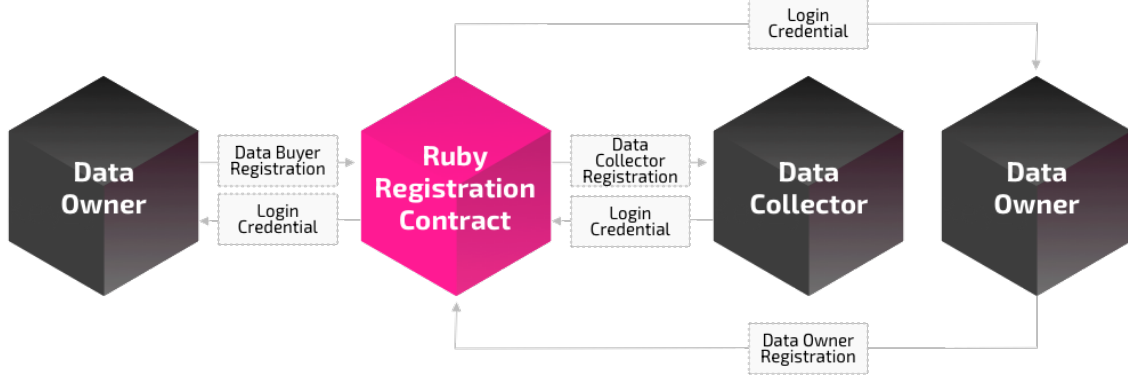 Login
Credential
Data
Owner
Data Buyer
Registration
Login
Credential
Ruby
Registration
Contract
Data
Collector
Registration
Login
Credential
Data
Collector
Data
Owner
Data Owner
Registration